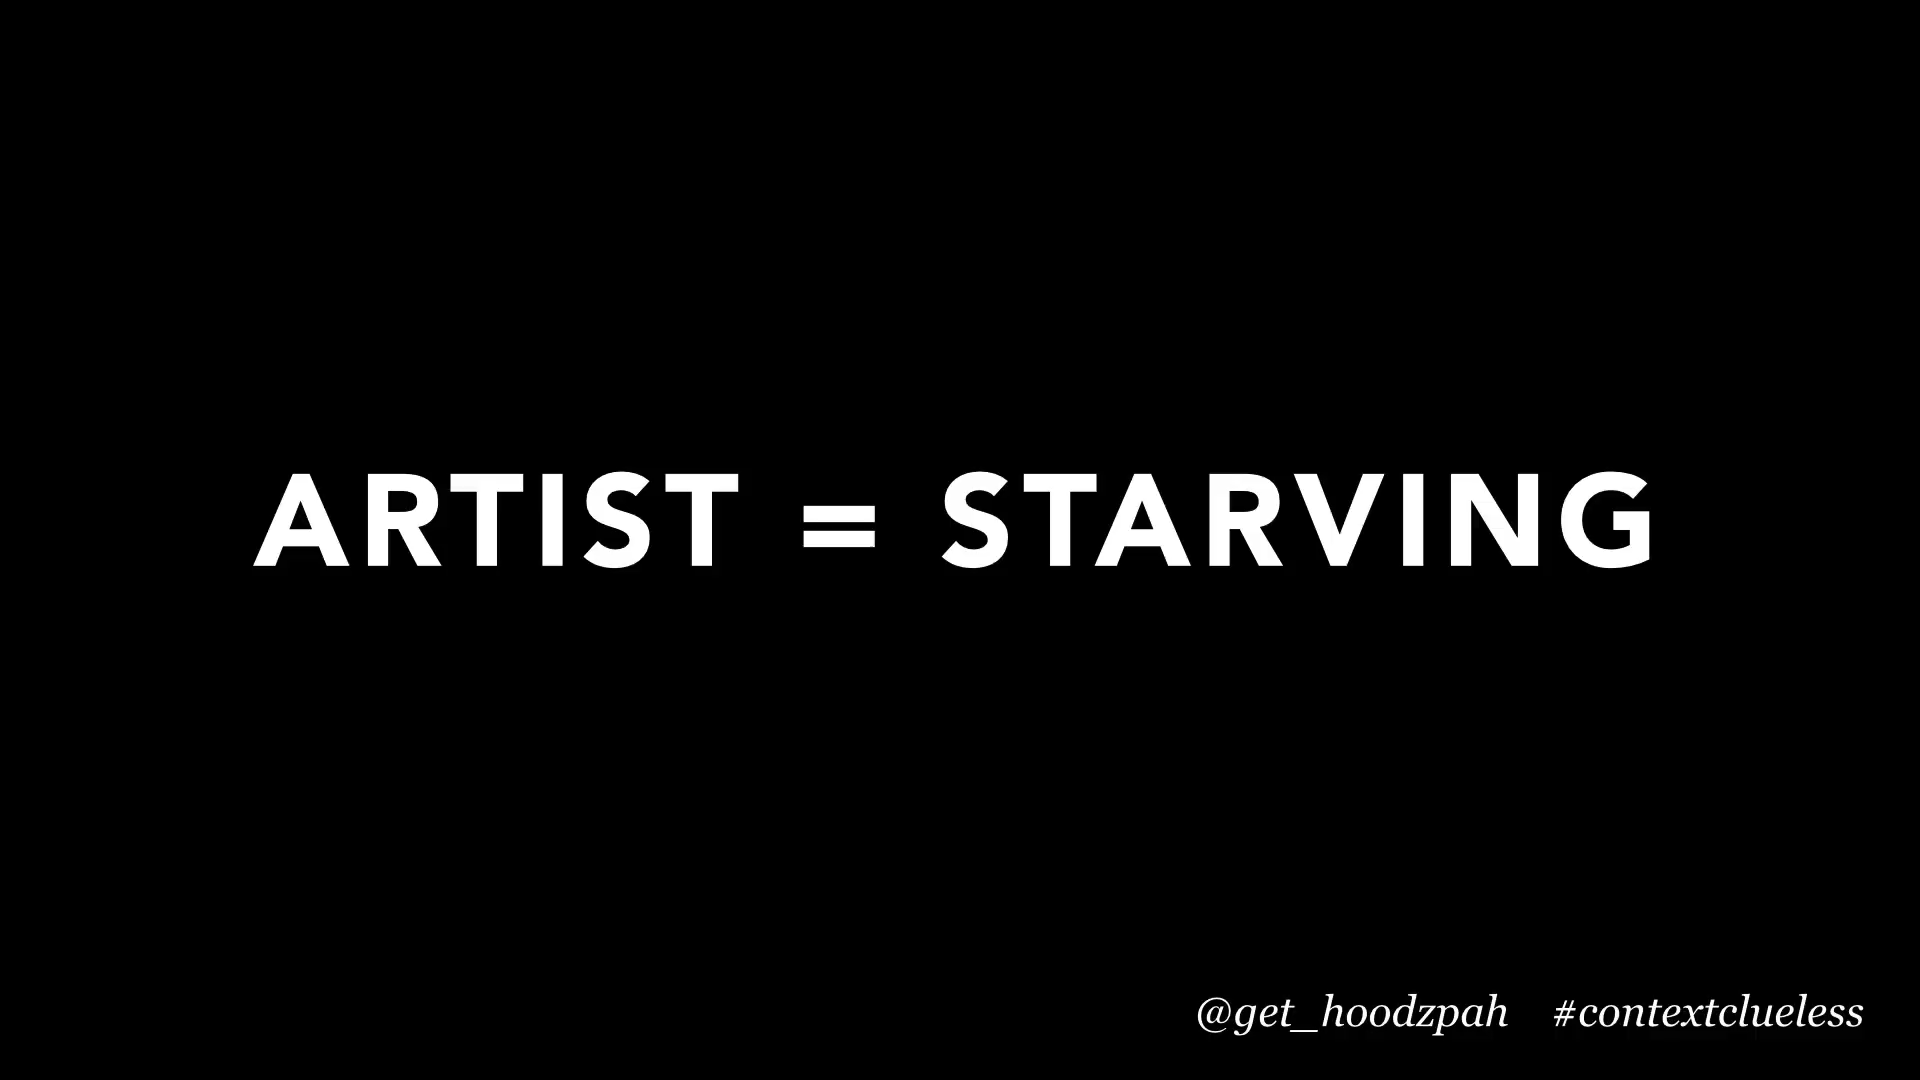 ARTIST = STARVING
@get_hoodzpah #contextclueless